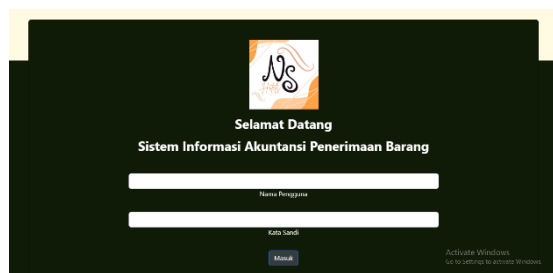 NS
Selamat Datang
Sistem Informasi Akuntansi Penerimaan Barang
Nama Pengguna
Kata Sandi
Masuk
Activate Windows
Go to Settings to activate Windows.